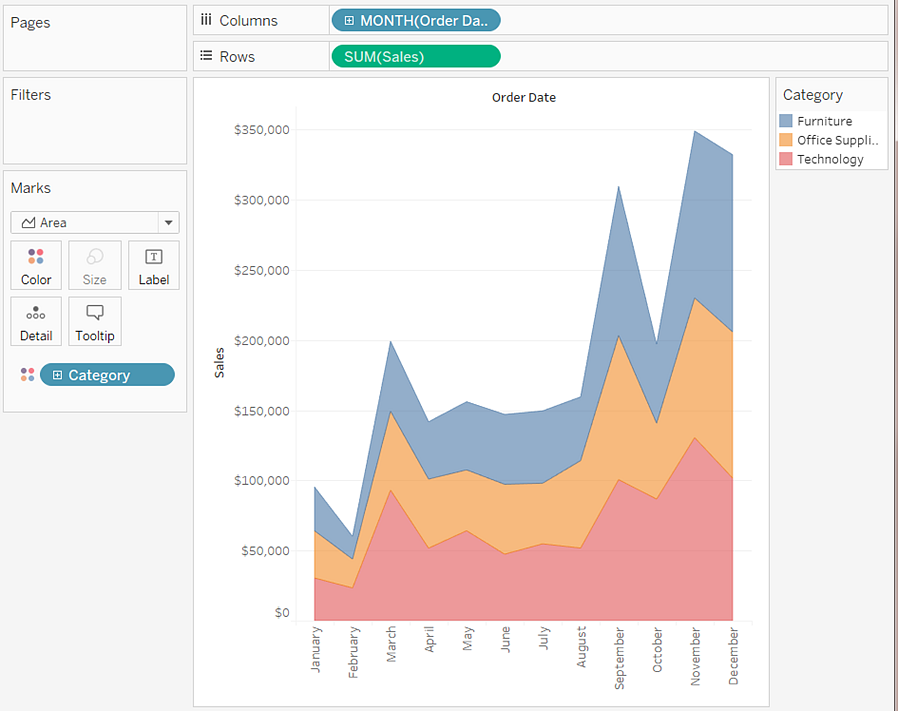 Pages
Columns
MONTH(Order Da..
Rows
SUM(Sales)
Filters
Marks
Area
Color
Size
Label
Detail
Tooltip
Category
Order Date
Sales
$350,000
$300,000
$250,000
$200,000
$150,000
$100,000
$50,000
$0
January
February
March
April
May
June
July
August
September
October
November
December
Category
Furniture
Office Suppli..
Technology